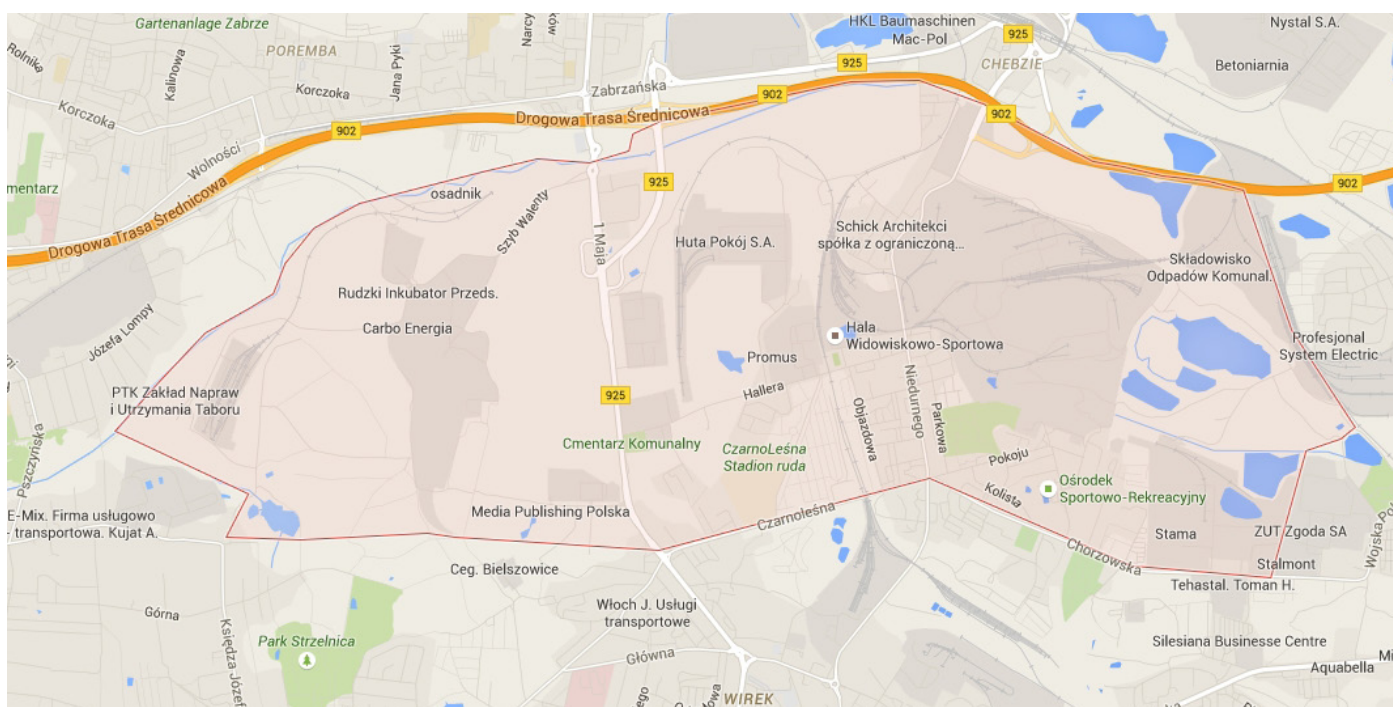 Gartenanlage Zabrze
Narcy
ków
HKL Baumaschinen
Mac-Pol
925
Nystal S.A.
POREMBA
Rolnika
Kalinowa
Jana Pyki
925
CHEBZIE
Betoniarnia
Korczoka
Korczoka
Zabrzańska
902
Drogowa Trasa Średnicowa
902
902
Wolności
mentarz
osadnik
925
902
Drogowa Trasa Średnicowa
Szyb Walenty
1 Maja
Huta Pokój S.A.
Schick Architekci
spółka z ograniczoną...
Składowisko
Odpadów Komunal.
Rudzki Inkubator Przeds.
Carbo Energia
Józefa Lompy
Hala
Widowiskowo-Sportowa
Profesjonal
System Electric
Promus
PTK Zakład Napraw
i Utrzymania Taboru
925
Hallera
Niedurnego
Objazdowa
Parkowa
Cmentarz Komunalny
CzarnoLeśna
Stadion ruda
Pszczyńska
Pokoju
Kolista
Ośrodek
Sportowo-Rekreacyjny
Media Publishing Polska
Czarnoleśna
E-Mix. Firma usługowo
- transportowa. Kujat A.
Stama
ZUT Zgoda SA
Wojska
Po
Chorzowska
Stalmont
Ceg. Bielszowice
Tehastal. Toman H.
Górna
Włoch J. Usługi
transportowe
Księdza Józef
Park Strzelnica
Główna
Silesiana Businesse Centre
Mi
Aquabella
WIREK